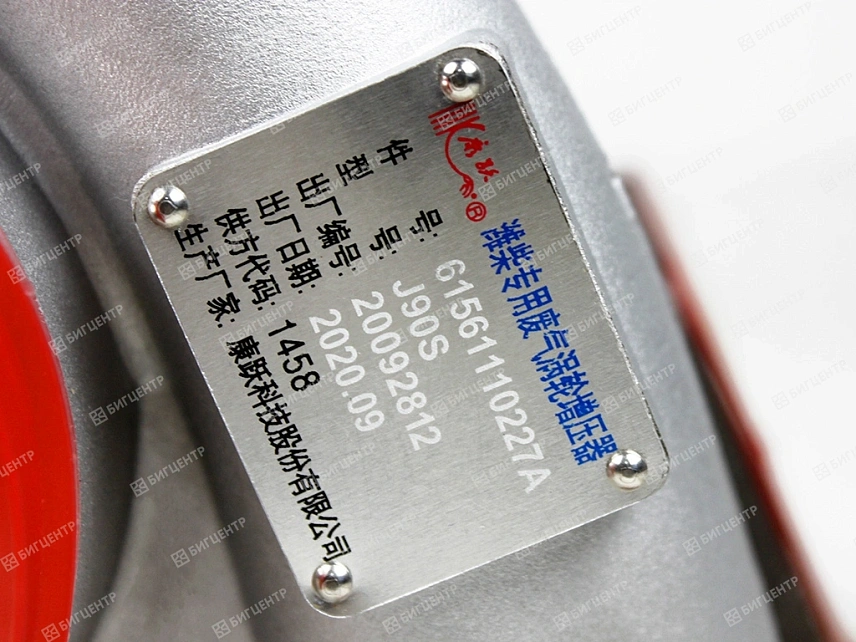 康跃®
潍柴专用废气涡轮增压器
件 号: 61561110227A
型 号: J90S
出厂编号: 20092812
出厂日期: 2020.09
供方代码: 1458
生产厂家: 康跃科技股份有限公司
БИГЦЕНТР